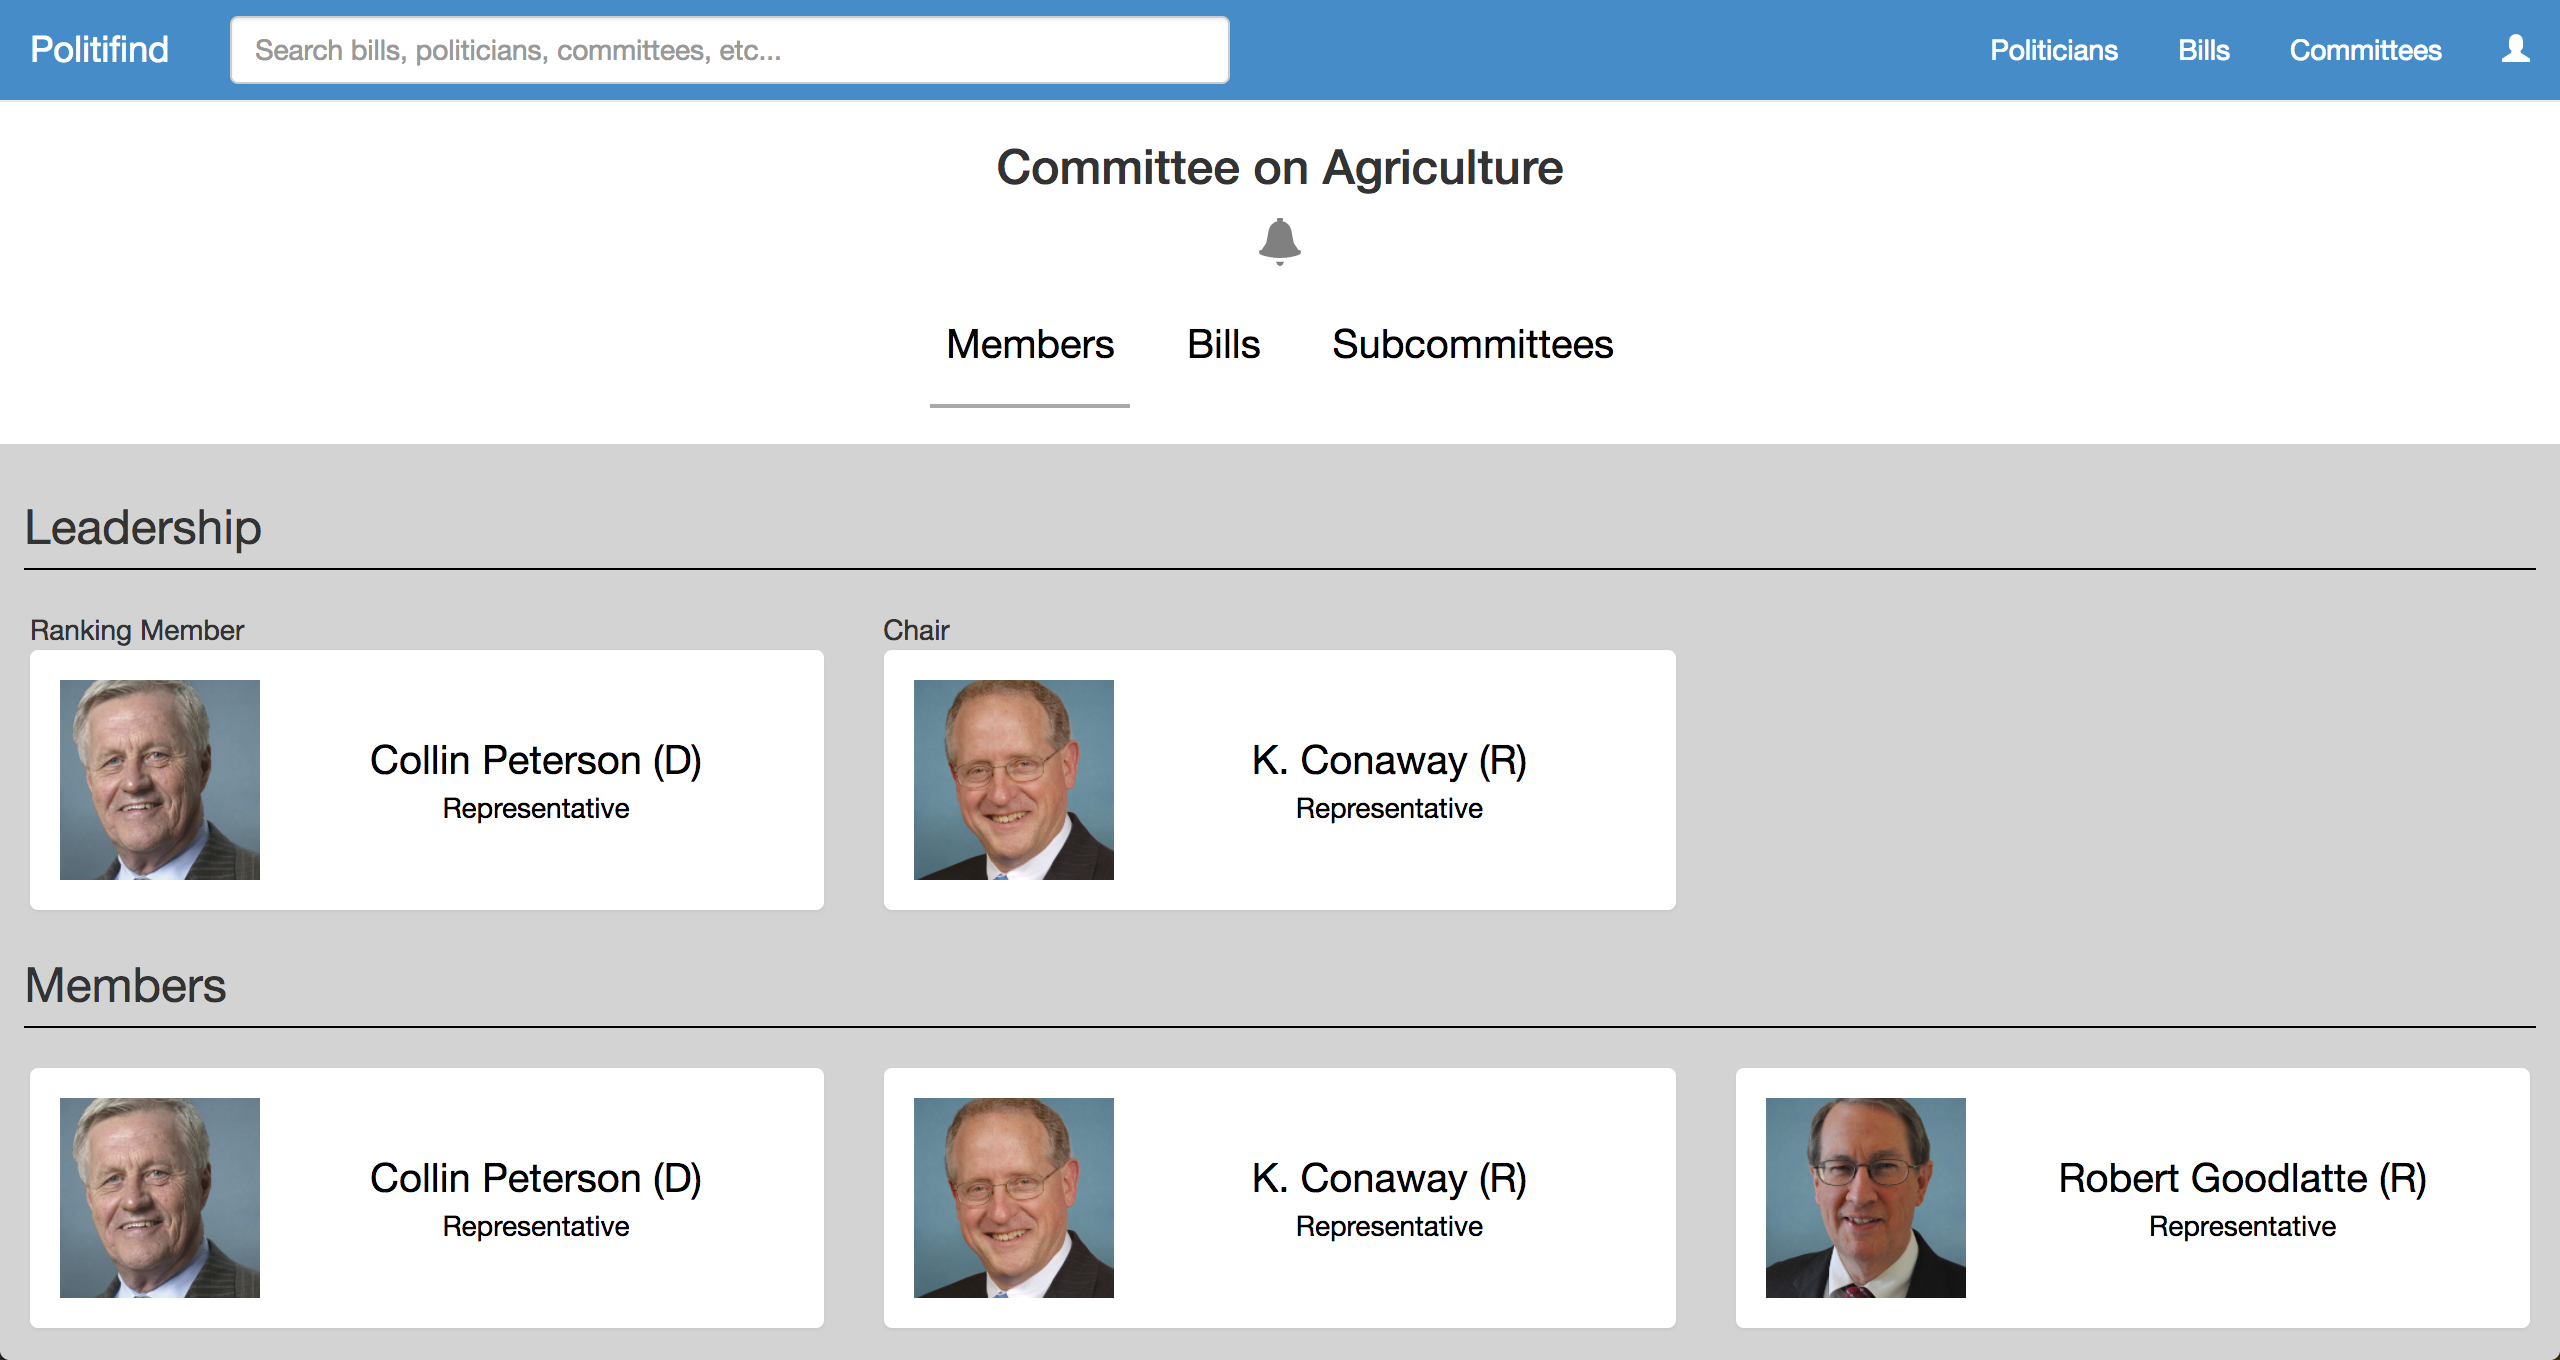 Politifind
Search bills, politicians, committees, etc...
Politicians
Bills
Committees
Committee on Agriculture
Members
Bills
Subcommittees
Leadership
Ranking Member
Chair
Collin Peterson (D)
Representative
K. Conaway (R)
Representative
Members
Collin Peterson (D)
Representative
K. Conaway (R)
Representative
Robert Goodlatte (R)
Representative